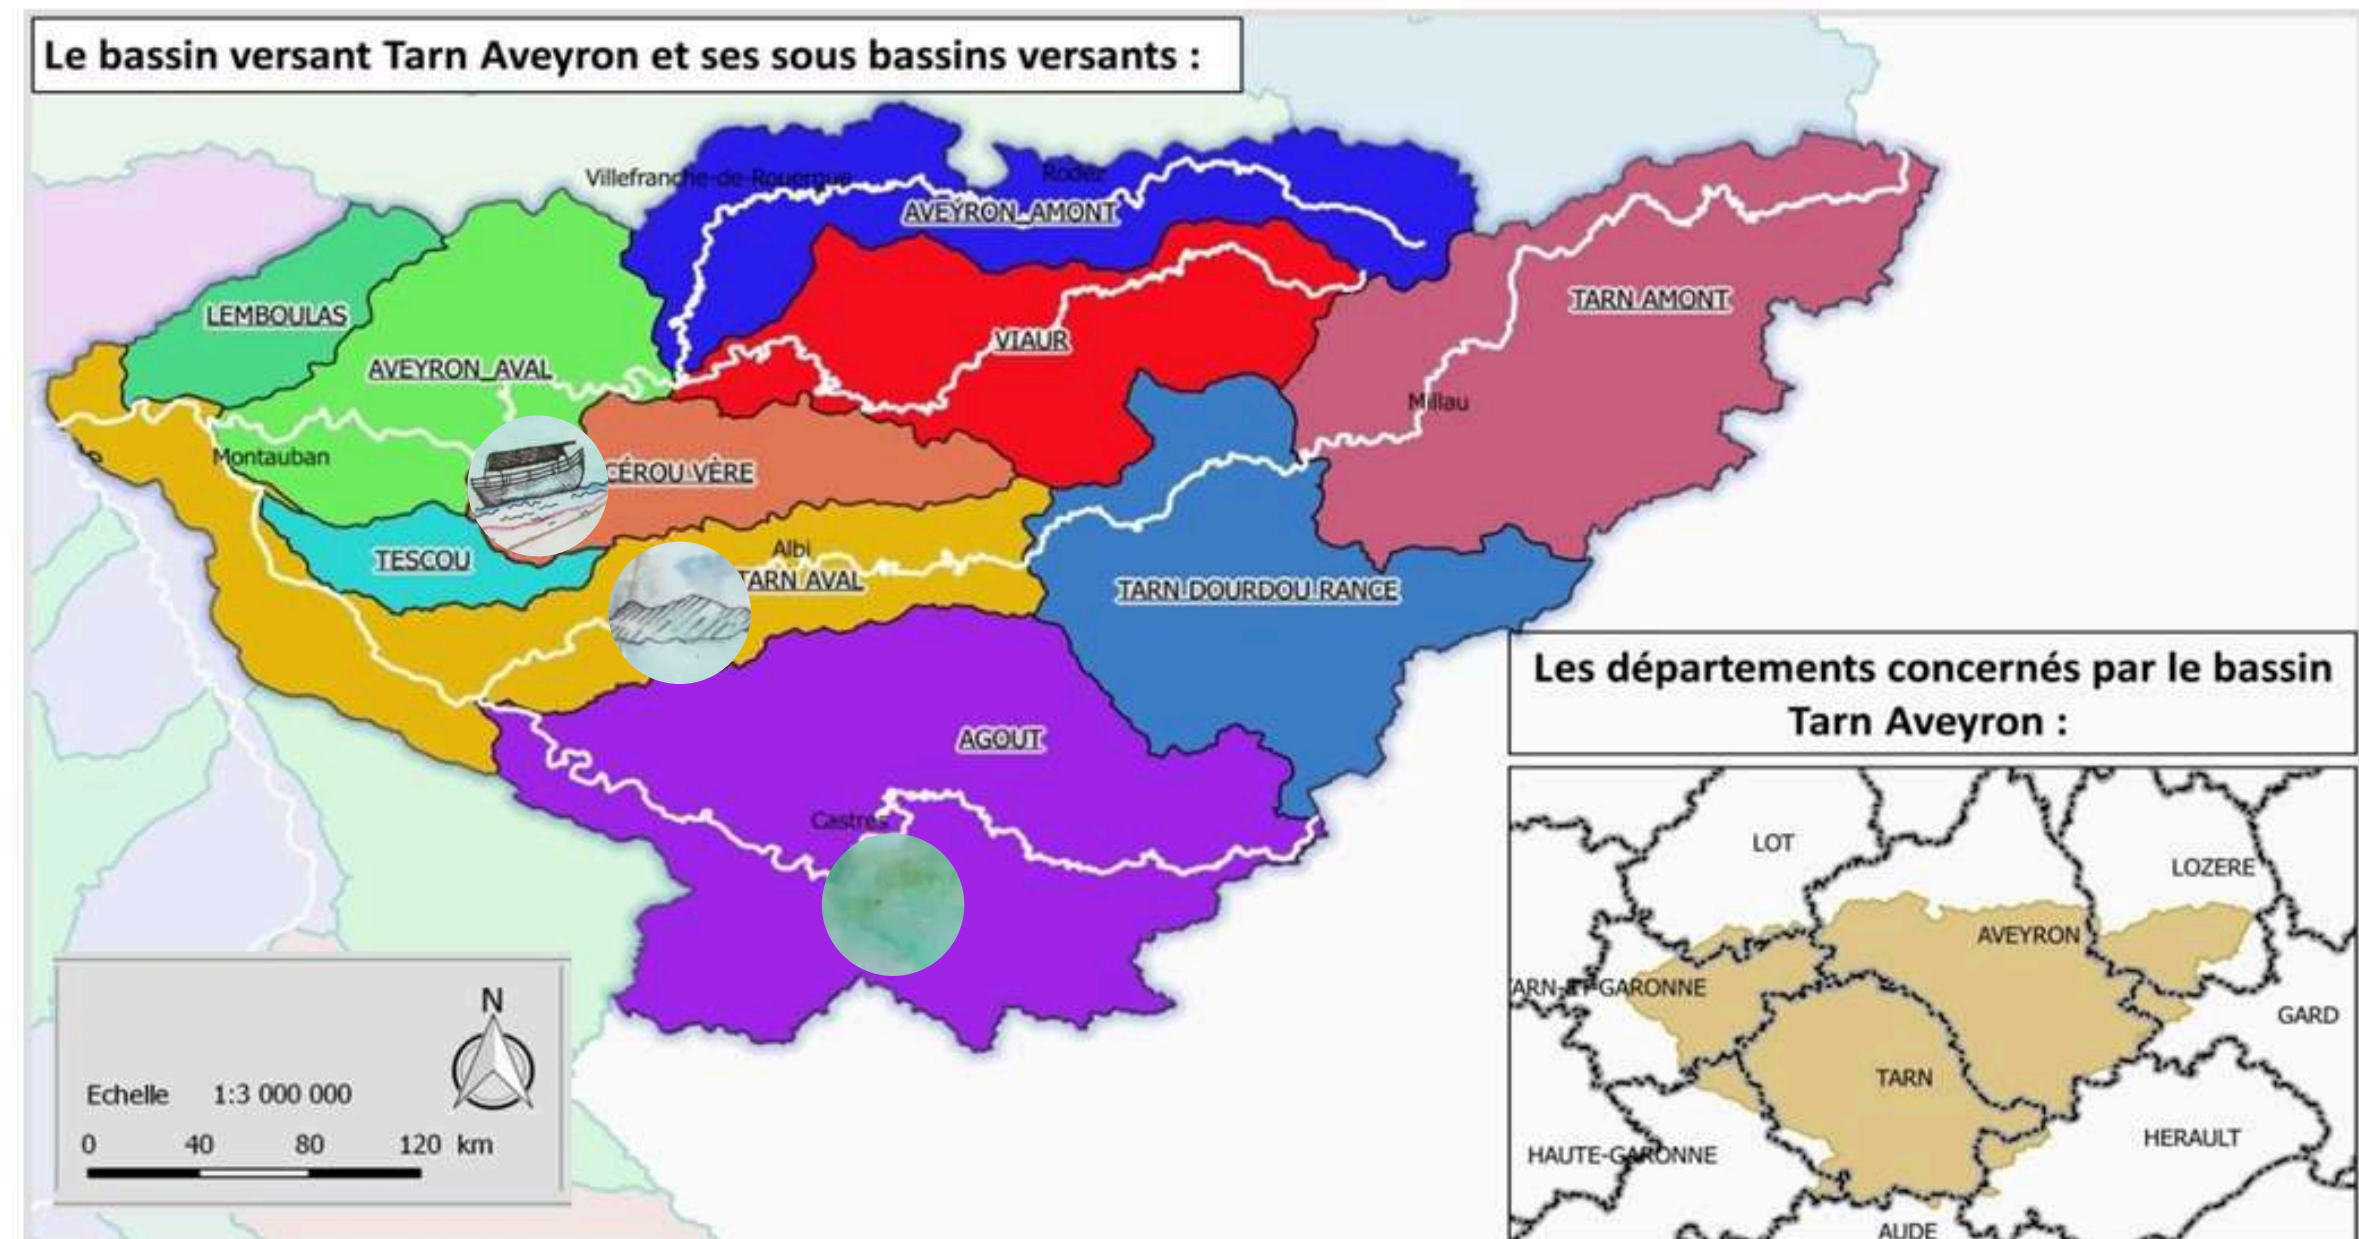 Le bassin versant Tarn Aveyron et ses sous bassins versants :
Villefranche-de-Rouergue
Rodez
AVEYRON_AMONT
LEMBOULAS
TARN AMONT
VIAUR
AVEYRON_AVAL
Millau
Montauban
CÉROU VÈRE
Albi
TESCOU
TARN AVAL
TARN DOURDOU RANCE
AGOUT
Castres
Les départements concernés par le bassin
Tarn Aveyron :
LOT
LOZERE
AVEYRON
ARN-ET-GARONNE
GARD
TARN
HERAULT
HAUTE-GARONNE
AUDE
N
Echelle 1:3 000 000
0 40 80 120 km